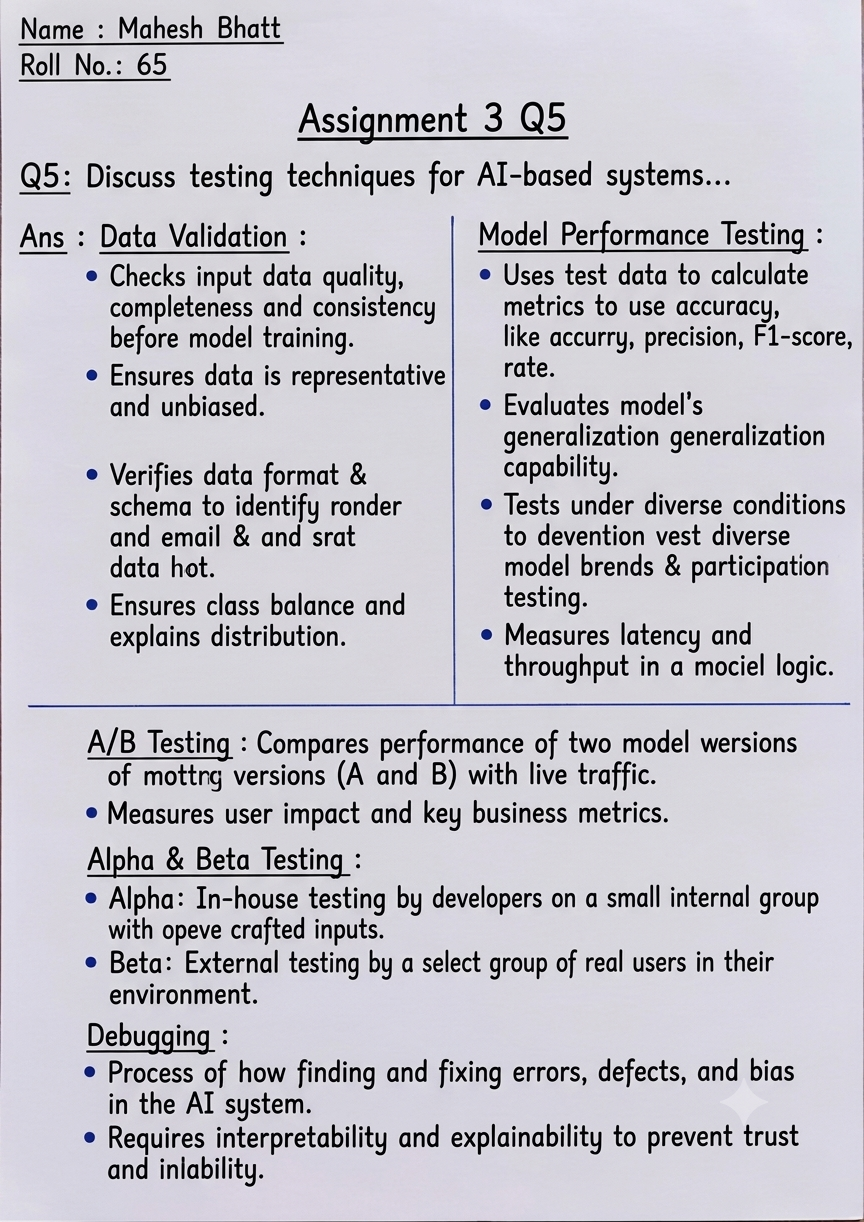 Name : Mahesh Bhatt
Roll No.: 65
Assignment 3 Q5
Q5: Discuss testing techniques for AI-based systems...
Ans : Data Validation :
• Checks input data quality,
completeness and consistency
before model training.
• Ensures data is representative
and unbiased.
• Verifies data format &
schema to identify ronder
and email & and srat
data hot.
• Ensures class balance and
explains distribution.
Model Performance Testing :
• Uses test data to calculate
metrics to use accuracy,
like accurry, precision, F1-score,
rate.
• Evaluates model's
generalization generalization
capability.
• Tests under diverse conditions
to devention vest diverse
model brends & participation
testing.
• Measures latency and
throughput in a mociel logic.
A/B Testing : Compares performance of two model wersions
of mottng versions (A and B) with live traffic.
• Measures user impact and key business metrics.
Alpha & Beta Testing :
• Alpha: In-house testing by developers on a small internal group
with opeve crafted inputs.
• Beta: External testing by a select group of real users in their
environment.
Debugging :
• Process of how finding and fixing errors, defects, and bias
in the AI system.
• Requires interpretability and explainability to prevent trust
and inlability.